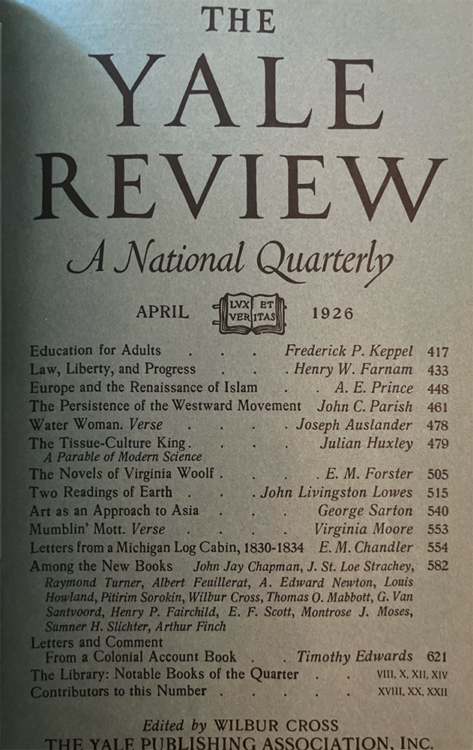 THE
YALE
REVIEW
A National Quarterly
APRIL LVX ET VERITAS 1926
Education for Adults . . . Frederick P. Keppel 417
Law, Liberty, and Progress . . . Henry W. Farnam 433
Europe and the Renaissance of Islam . . A. E. Prince 448
The Persistence of the Westward Movement John C. Parish 461
Water Woman. Verse . . . . Joseph Auslander 478
The Tissue-Culture King . . . . Julian Huxley 479
A Parable of Modern Science
The Novels of Virginia Woolf . . . . E. M. Forster 505
Two Readings of Earth . . . John Livingston Lowes 515
Art as an Approach to Asia . . . George Sarton 540
Mumblin' Mott. Verse . . . . Virginia Moore 553
Letters from a Michigan Log Cabin, 1830-1834 E. M. Chandler 554
Among the New Books John Jay Chapman, J. St. Loe Strachey, 582
Raymond Turner, Albert Feuillerat, A. Edward Newton, Louis
Howland, Pitirim Sorokin, Wilbur Cross, Thomas O. Mabbott, G. Van
Santvoord, Henry P. Fairchild, E. F. Scott, Montrose J. Moses,
Sumner H. Slichter, Arthur Finch
Letters and Comment
From a Colonial Account Book . . Timothy Edwards 621
The Library: Notable Books of the Quarter . . VIII, X, XII, XIV
Contributors to this Number . . . . XVIII, XX, XXII
Edited by WILBUR CROSS
THE YALE PUBLISHING ASSOCIATION, INC.